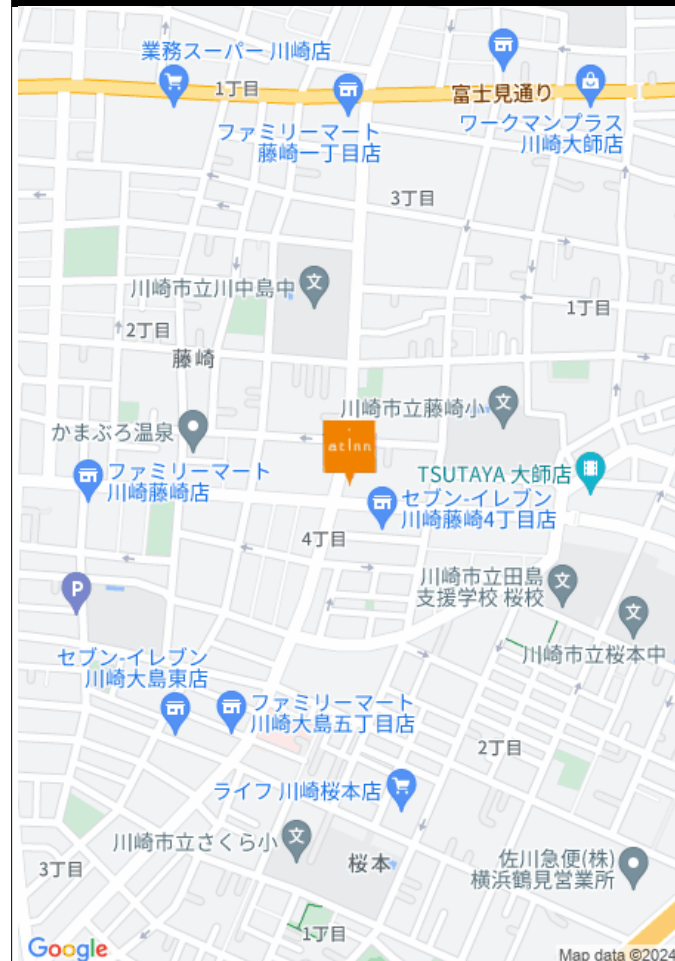 業務スーパー 川崎店
1丁目
富士見通り
ファミリーマート
藤崎一丁目店
ワークマンプラス
川崎大師店
3丁目
川崎市立川中島中
文
1丁目
2丁目
藤崎
川崎市立藤崎小
文
かまぶろ温泉
atInn
ファミリーマート
川崎藤崎店
TSUTAYA 大師店
セブン-イレブン
川崎藤崎4丁目店
4丁目
川崎市立田島
支援学校 桜校
文
P
文
川崎市立桜本中
セブン-イレブン
川崎大島東店
ファミリーマート
川崎大島五丁目店
2丁目
ライフ 川崎桜本店
川崎市立さくら小
文
桜本
佐川急便(株)
横浜鶴見営業所
3丁目
1丁目
Google
Map data ©2024